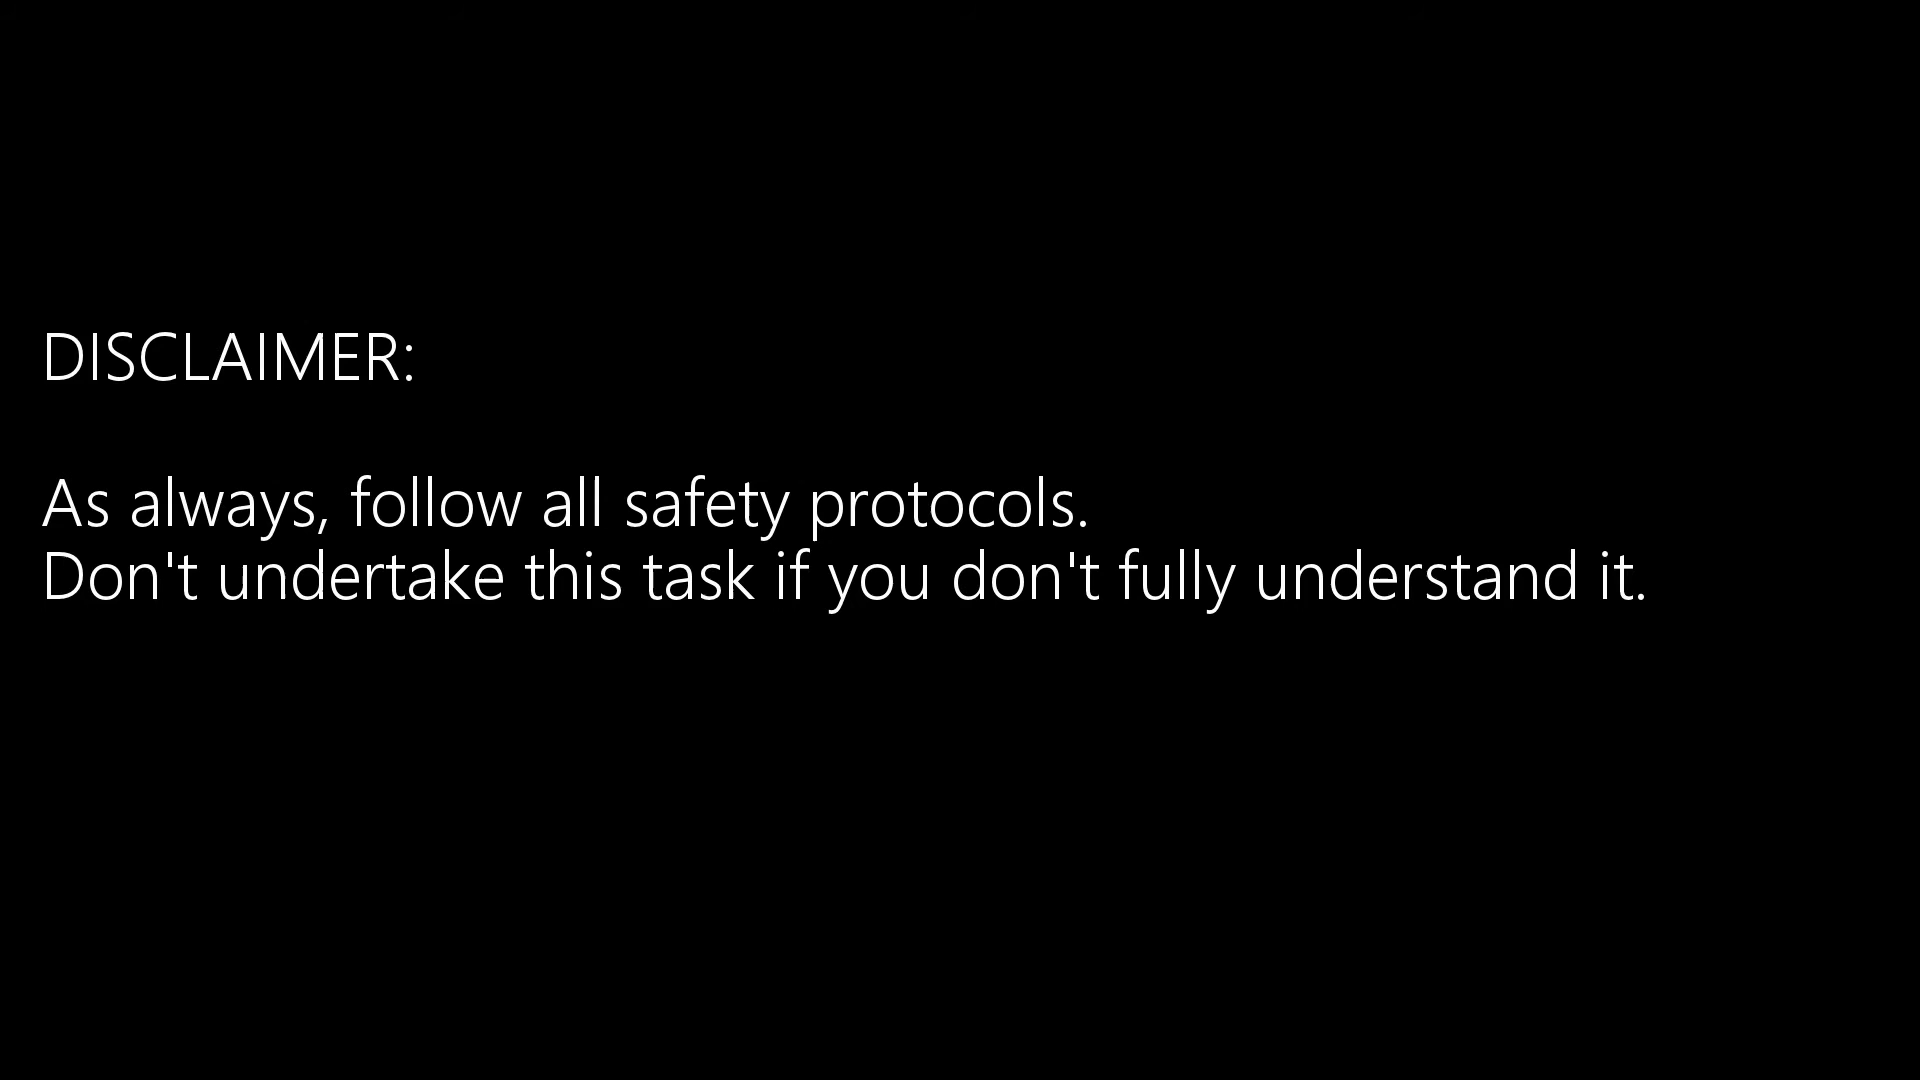 DISCLAIMER:
As always, follow all safety protocols.
Don't undertake this task if you don't fully understand it.